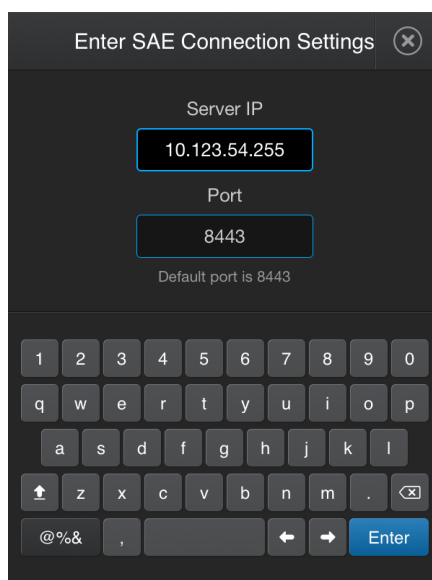 Enter SAE Connection Settings
Server IP
10.123.54.255
Port
8443
Default port is 8443
1 2 3 4 5 6 7 8 9 0
q w e r t y u i o p
a s d f g h j k l
z x c v b n m .
@%& , Enter